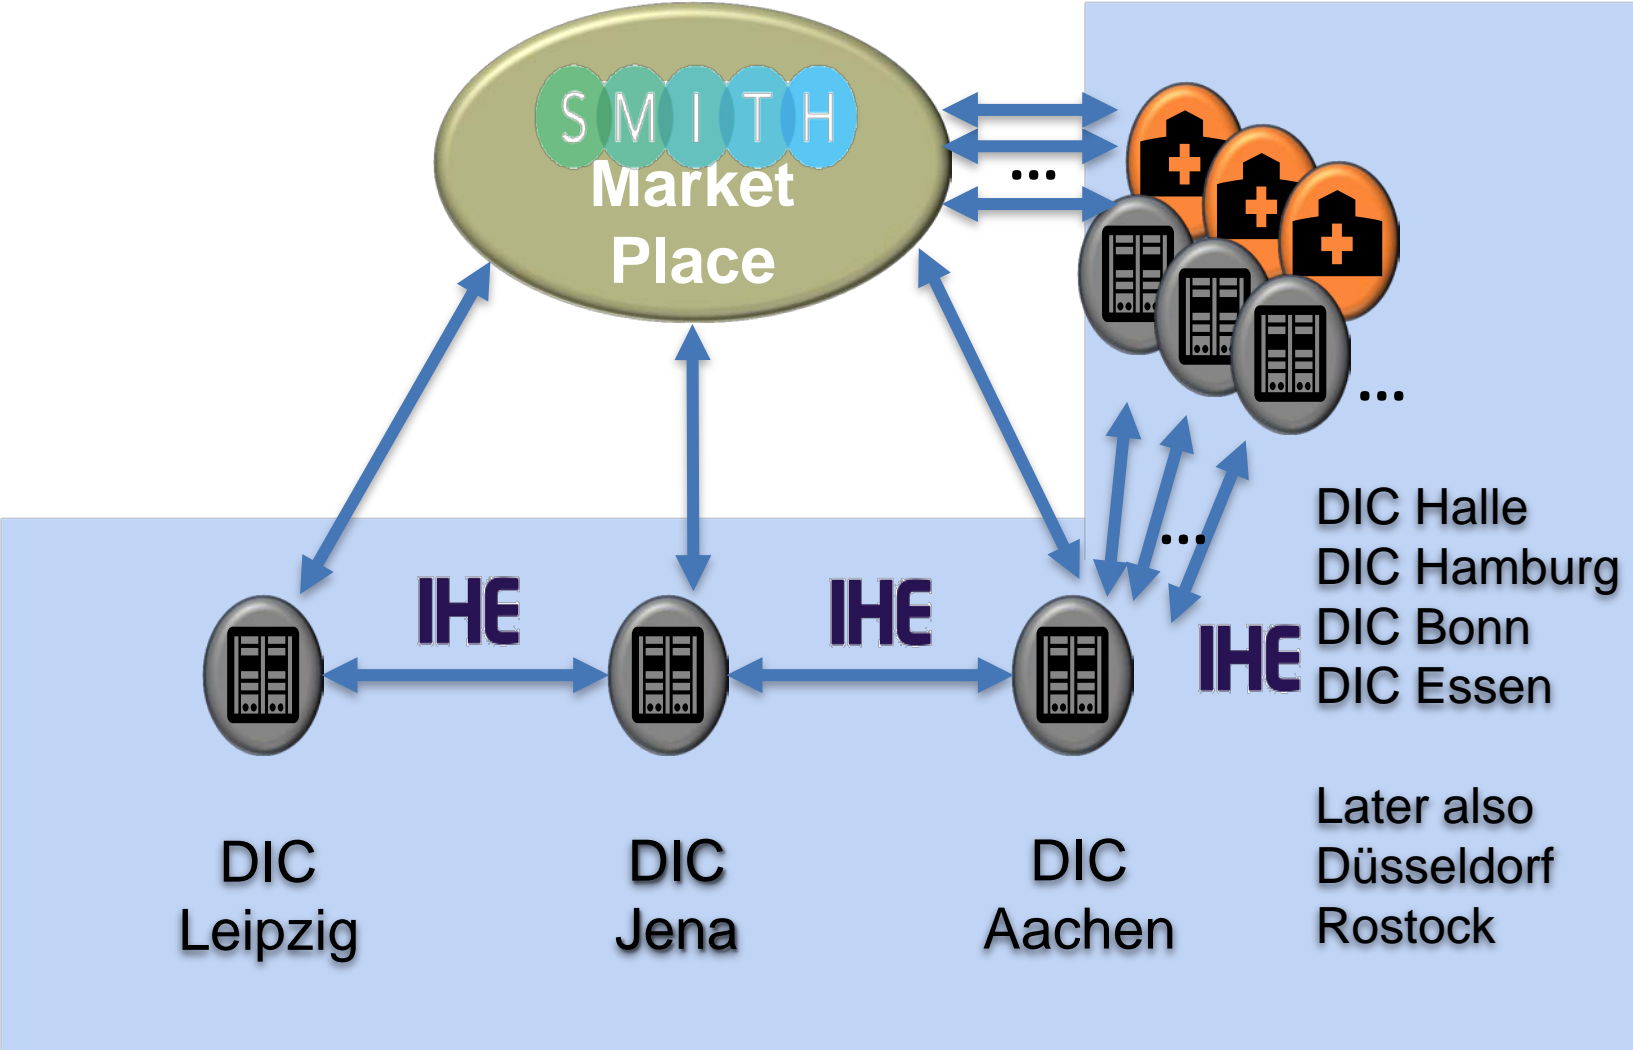 SMITH
Market
Place
...
...
...
IHE
IHE
IHE
DIC Halle
DIC Hamburg
DIC Bonn
DIC Essen
Later also
Düsseldorf
Rostock
DIC
Leipzig
DIC
Jena
DIC
Aachen